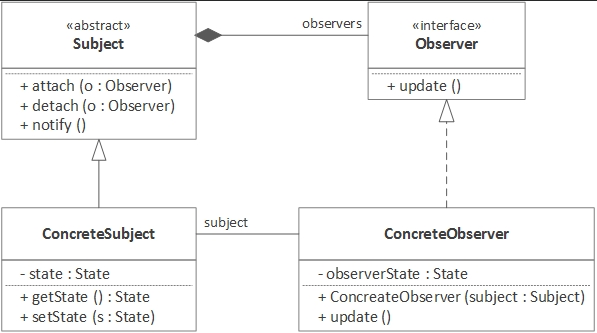 «abstract»
Subject
+ attach (o : Observer)
+ detach (o : Observer)
+ notify ()
observers
«interface»
Observer
+ update ()
ConcreteSubject
- state : State
+ getState () : State
+ setState (s : State)
subject
ConcreteObserver
- observerState : State
+ ConcreateObserver (subject : Subject)
+ update ()